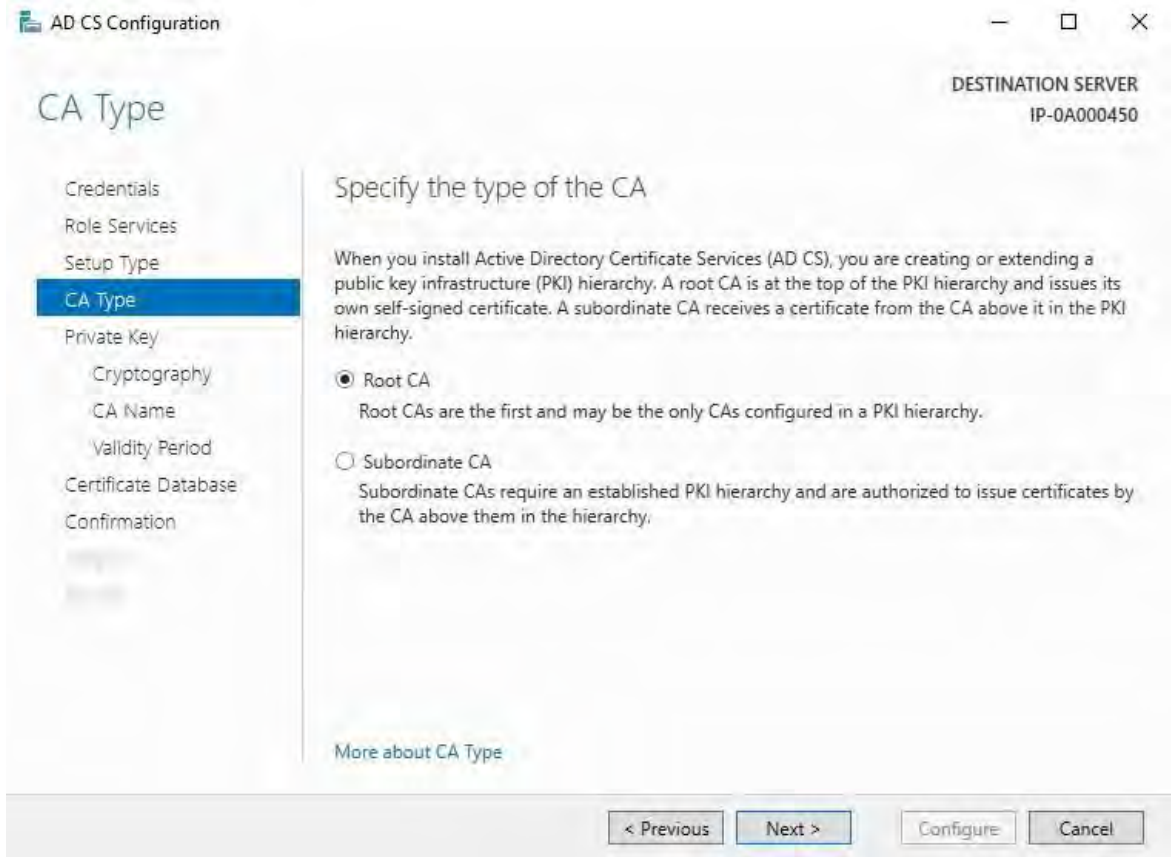 AD CS Configuration
CA Type
DESTINATION SERVER
IP-0A000450
Credentials
Role Services
Setup Type
CA Type
Private Key
Cryptography
CA Name
Validity Period
Certificate Database
Confirmation
Specify the type of the CA
When you install Active Directory Certificate Services (AD CS), you are creating or extending a
public key infrastructure (PKI) hierarchy. A root CA is at the top of the PKI hierarchy and issues its
own self-signed certificate. A subordinate CA receives a certificate from the CA above it in the PKI
hierarchy.
Root CA
Root CAs are the first and may be the only CAs configured in a PKI hierarchy.
Subordinate CA
Subordinate CAs require an established PKI hierarchy and are authorized to issue certificates by
the CA above them in the hierarchy.
More about CA Type
< Previous
Next >
Configure
Cancel